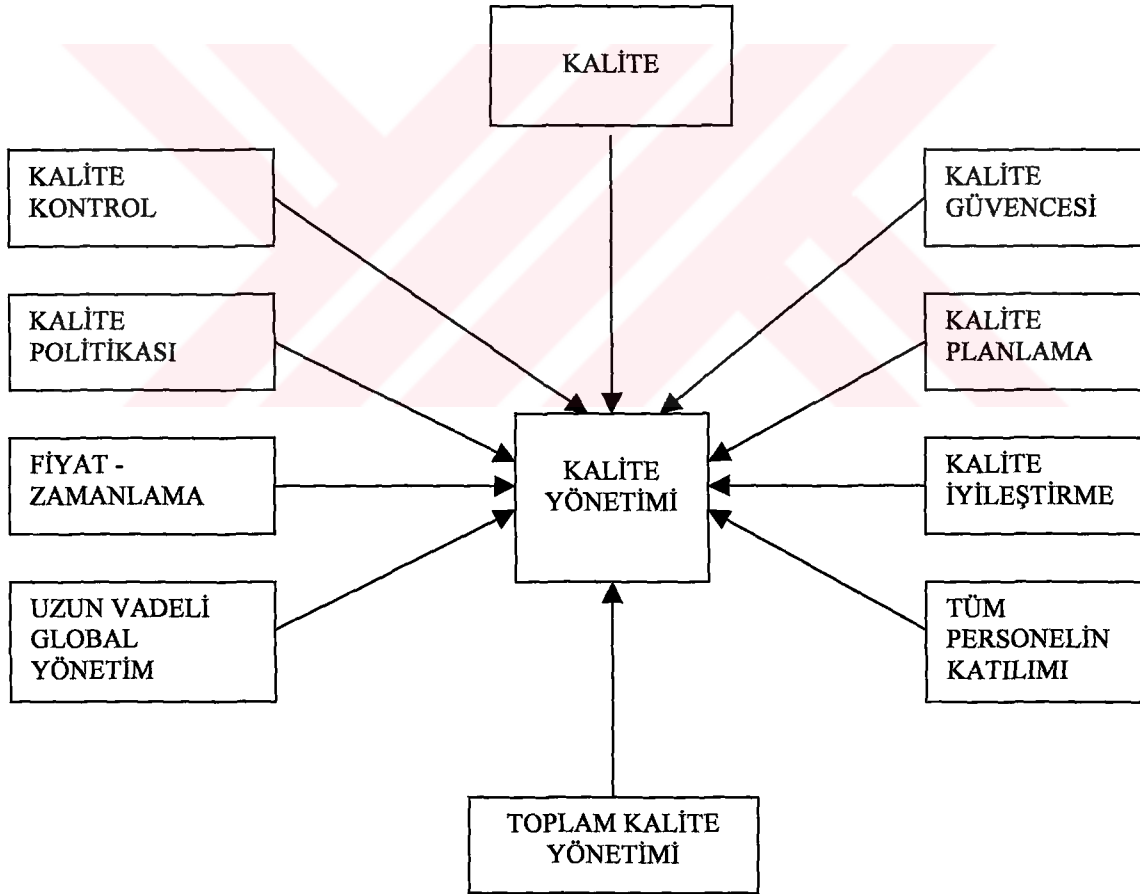 KALİTE
KALİTE
KONTROL
KALİTE
GÜVENCESİ
KALİTE
POLİTİKASI
KALİTE
PLANLAMA
FİYAT -
ZAMANLAMA
KALİTE
YÖNETİMİ
KALİTE
İYİLEŞTİRME
UZUN VADELİ
GLOBAL
YÖNETİM
TÜM
PERSONELİN
KATILIMI
TOPLAM KALİTE
YÖNETİMİ